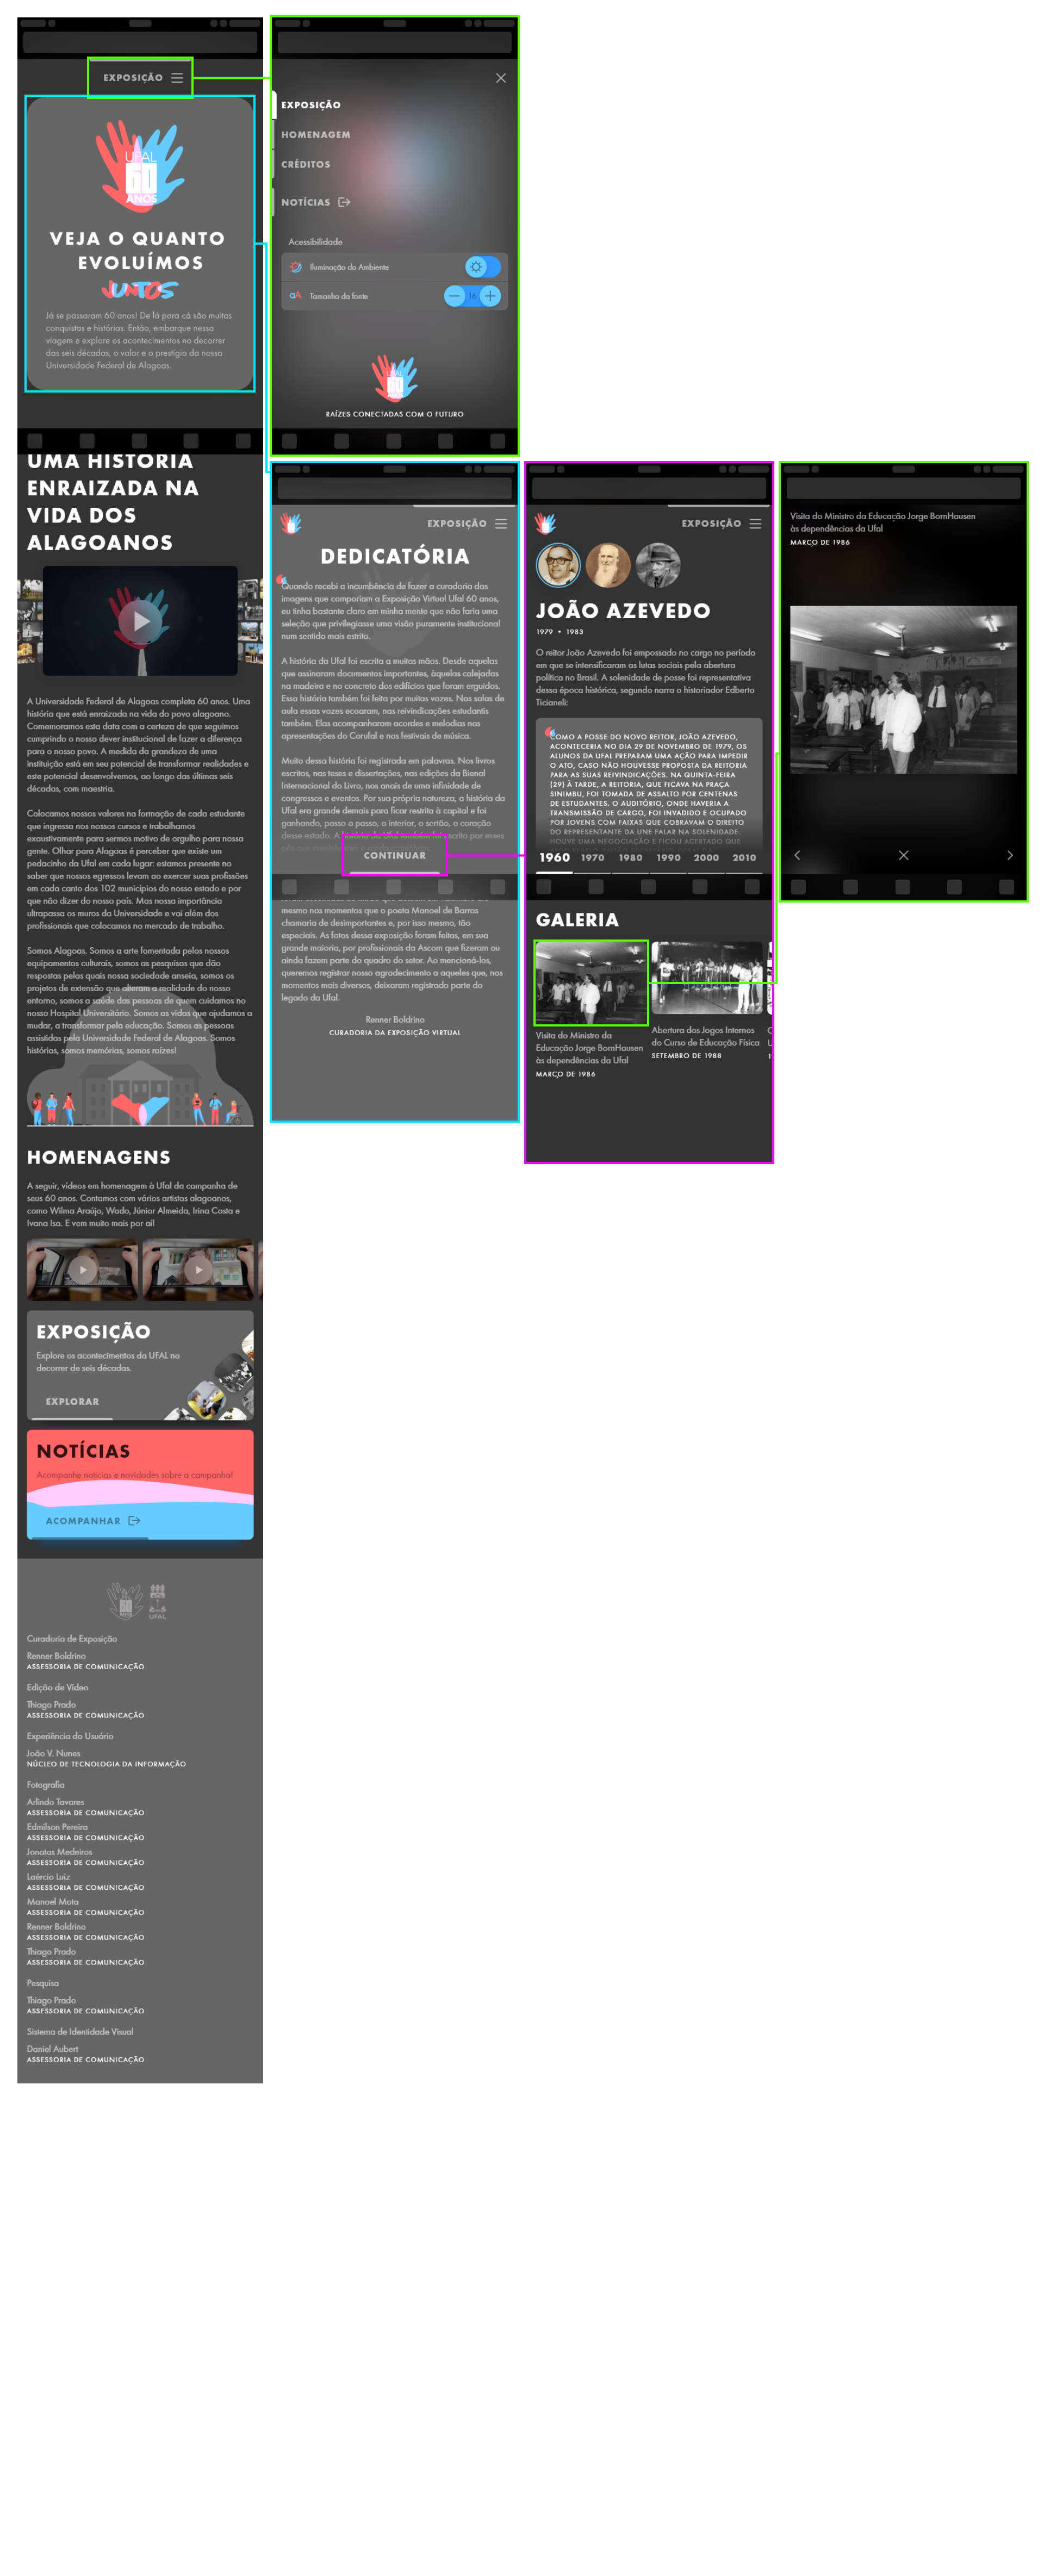 EXPOSIÇÃO
UFAL
60
ANOS
VEJA O QUANTO
EVOLUÍMOS
JUNTOS
Já se passaram 60 anos! De lá para cá são muitas
conquistas e histórias. Então, embarque nessa
viagem e explore os acontecimentos no decorrer
das seis décadas, o valor e o prestígio da nossa
Universidade Federal de Alagoas.
UMA HISTÓRIA
ENRAIZADA NA
VIDA DOS
ALAGOANOS
A Universidade Federal de Alagoas completa 60 anos. Uma
história que está enraizada na vida do povo alagoano.
Comemoramos esta data com a certeza de que seguimos
cumprindo o nosso dever institucional de fazer a diferença
para o nosso povo. A medida da grandeza de uma
instituição está em seu potencial de transformar realidades e
este potencial desenvolvemos, ao longo das últimas seis
décadas, com maestria.
Colocamos nossos valores na formação de cada estudante
que ingressa nos nossos cursos e trabalhamos
exaustivamente para sermos motivo de orgulho para nossa
gente. Olhar para Alagoas é perceber que existe um
pedacinho da Ufal em cada lugar: estamos presente no
saber que nossos egressos levam ao exercer suas profissões
em cada canto dos 102 municípios do nosso estado e por
que não dizer do nosso país. Mas nossa importância
ultrapassa os muros da Universidade e vai além dos
profissionais que colocamos no mercado de trabalho.
Somos Alagoas. Somos a arte fomentada pelos nossos
equipamentos culturais, somos as pesquisas que dão
respostas pelas quais nossa sociedade anseia, somos os
projetos de extensão que alteram a realidade do nosso
entorno, somos a saúde das pessoas de quem cuidamos no
nosso Hospital Universitário. Somos as vidas que ajudamos a
mudar, a transformar pela educação. Somos as pessoas
assistidas pela Universidade Federal de Alagoas. Somos
histórias, somos memórias, somos raízes!
HOMENAGENS
A seguir, vídeos em homenagem à Ufal da campanha de
seus 60 anos. Contamos com vários artistas alagoanos,
como Wilma Araújo, Wado, Júnior Almeida, Irina Costa e
Ivana Isa. E vem muito mais por aí!
EXPOSIÇÃO
Explore os acontecimentos da UFAL no
decorrer de seis décadas.
EXPLORAR
NOTÍCIAS
Acompanhe notícias e novidades sobre a campanha!
ACOMPANHAR
UFAL
Curadoria de Exposição
Renner Boldrino
ASSESSORIA DE COMUNICAÇÃO
Edição de Vídeo
Thiago Prado
ASSESSORIA DE COMUNICAÇÃO
Experiência do Usuário
João V. Nunes
NÚCLEO DE TECNOLOGIA DA INFORMAÇÃO
Fotografia
Arlindo Tavares
ASSESSORIA DE COMUNICAÇÃO
Edmilson Pereira
ASSESSORIA DE COMUNICAÇÃO
Jonatas Medeiros
ASSESSORIA DE COMUNICAÇÃO
Laércio Luiz
ASSESSORIA DE COMUNICAÇÃO
Manoel Mota
ASSESSORIA DE COMUNICAÇÃO
Renner Boldrino
ASSESSORIA DE COMUNICAÇÃO
Thiago Prado
ASSESSORIA DE COMUNICAÇÃO
Pesquisa
Thiago Prado
ASSESSORIA DE COMUNICAÇÃO
Sistema de Identidade Visual
Daniel Aubert
ASSESSORIA DE COMUNICAÇÃO
EXPOSIÇÃO
HOMENAGEM
CRÉDITOS
NOTÍCIAS
Acessibilidade
Iluminação do Ambiente
Tamanho da fonte
16
RAÍZES CONECTADAS COM O FUTURO
EXPOSIÇÃO
DEDICATÓRIA
Quando recebi a incumbência de fazer a curadoria das
imagens que comporiam a Exposição Virtual Ufal 60 anos,
eu tinha bastante claro em minha mente que não faria uma
seleção que privilegiasse uma visão puramente institucional
num sentido mais estrito.
A história da Ufal foi escrita a muitas mãos. Desde aquelas
que assinaram documentos importantes, àquelas calejadas
na madeira e no concreto dos edifícios que foram erguidos.
Essa história também foi feita por muitas vozes. Nas salas de
aula essas vozes ecoaram, nas reivindicações estudantis
também. Elas acompanharam acordes e melodias nas
apresentações do Corufal e nos festivais de música.
Muito dessa história foi registrada em palavras. Nos livros
escritos, nas teses e dissertações, nas edições da Bienal
Internacional do Livro, nos anais de uma infinidade de
congressos e eventos. Por sua própria natureza, a história da
Ufal era grande demais para ficar restrita à capital e foi
ganhando, passo a passo, o interior, o sertão, o coração
desse estado. A história da Ufal também foi escrita por esses
CONTINUAR
mesmo nos momentos que o poeta Manoel de Barros
chamaria de desimportantes e, por isso mesmo, tão
especiais. As fotos dessa exposição foram feitas, em sua
grande maioria, por profissionais da Ascom que fizeram ou
ainda fazem parte do quadro do setor. Ao mencioná-los,
queremos registrar nosso agradecimento a aqueles que, nos
momentos mais diversos, deixaram registrado parte do
legado da Ufal.
Renner Boldrino
CURADORIA DA EXPOSIÇÃO VIRTUAL
EXPOSIÇÃO
JOÃO AZEVEDO
1979 • 1983
O reitor João Azevedo foi empossado no cargo no período
em que se intensificaram as lutas sociais pela abertura
política no Brasil. A solenidade de posse foi representativa
dessa época histórica, segundo narra o historiador Edberto
Ticianeli:
COMO A POSSE DO NOVO REITOR, JOÃO AZEVEDO,
ACONTECERIA NO DIA 29 DE NOVEMBRO DE 1979, OS
ALUNOS DA UFAL PREPARAM UMA AÇÃO PARA IMPEDIR
O ATO, CASO NÃO HOUVESSE PROPOSTA DA REITORIA
PARA AS SUAS REIVINDICAÇÕES. NA QUINTA-FEIRA
(29) À TARDE, A REITORIA, QUE FICAVA NA PRAÇA
SINIMBU, FOI TOMADA DE ASSALTO POR CENTENAS
DE ESTUDANTES. O AUDITÓRIO, ONDE HAVERIA A
TRANSMISSÃO DE CARGO, FOI INVADIDO E OCUPADO
POR JOVENS COM FAIXAS QUE COBRAVAM O DIREITO
DO REPRESENTANTE DA UNE FALAR NA SOLENIDADE.
HOUVE UMA NEGOCIAÇÃO E FICOU ACERTADO QUE
1960 1970 1980 1990 2000 2010
GALERIA
Visita do Ministro da
Educação Jorge BornHausen
às dependências da Ufal
MARÇO DE 1986
Abertura dos Jogos Internos
do Curso de Educação Física
SETEMBRO DE 1988
Visita do Ministro da Educação Jorge BornHausen
às dependências da Ufal
MARÇO DE 1986